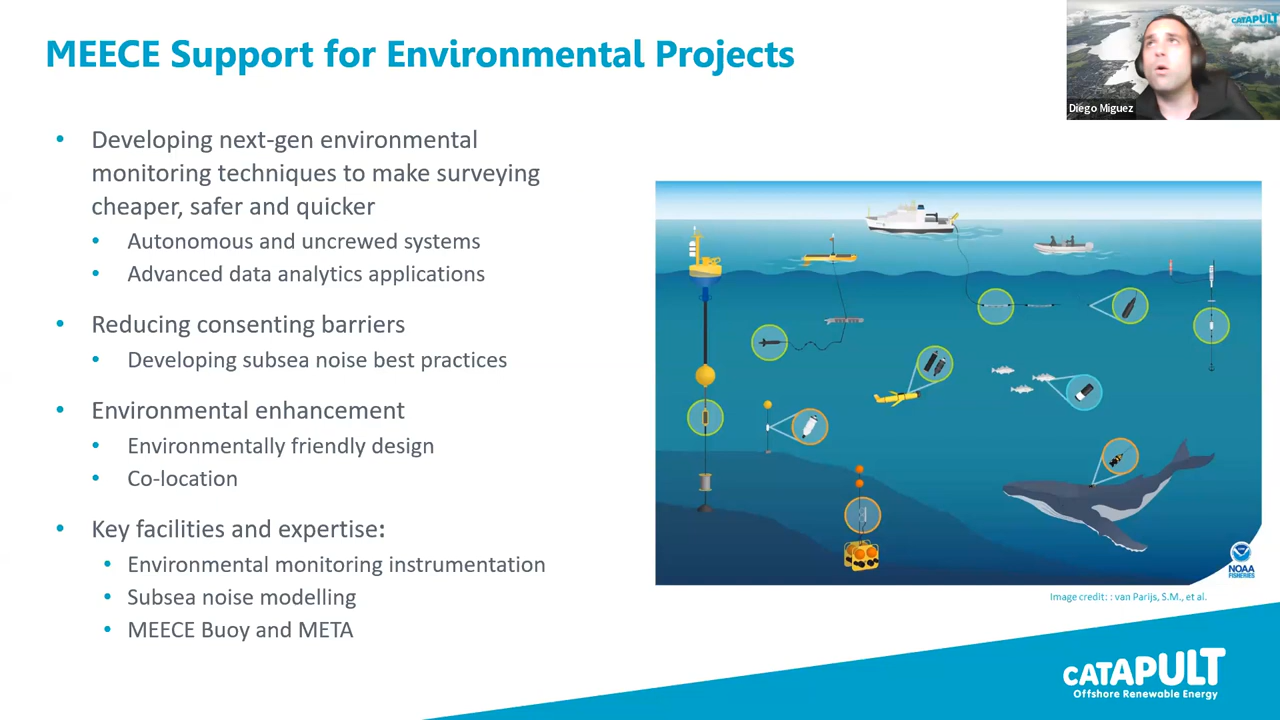 MEECE Support for Environmental Projects
CATAPULT
Diego Miguez
• Developing next-gen environmental
monitoring techniques to make surveying
cheaper, safer and quicker
• Autonomous and uncrewed systems
• Advanced data analytics applications
• Reducing consenting barriers
• Developing subsea noise best practices
• Environmental enhancement
• Environmentally friendly design
• Co-location
• Key facilities and expertise:
• Environmental monitoring instrumentation
• Subsea noise modelling
• MEECE Buoy and META
NOAA
FISHERIES
Image credit: : van Parijs, S.M., et al.
CATAPULT
Offshore Renewable Energy